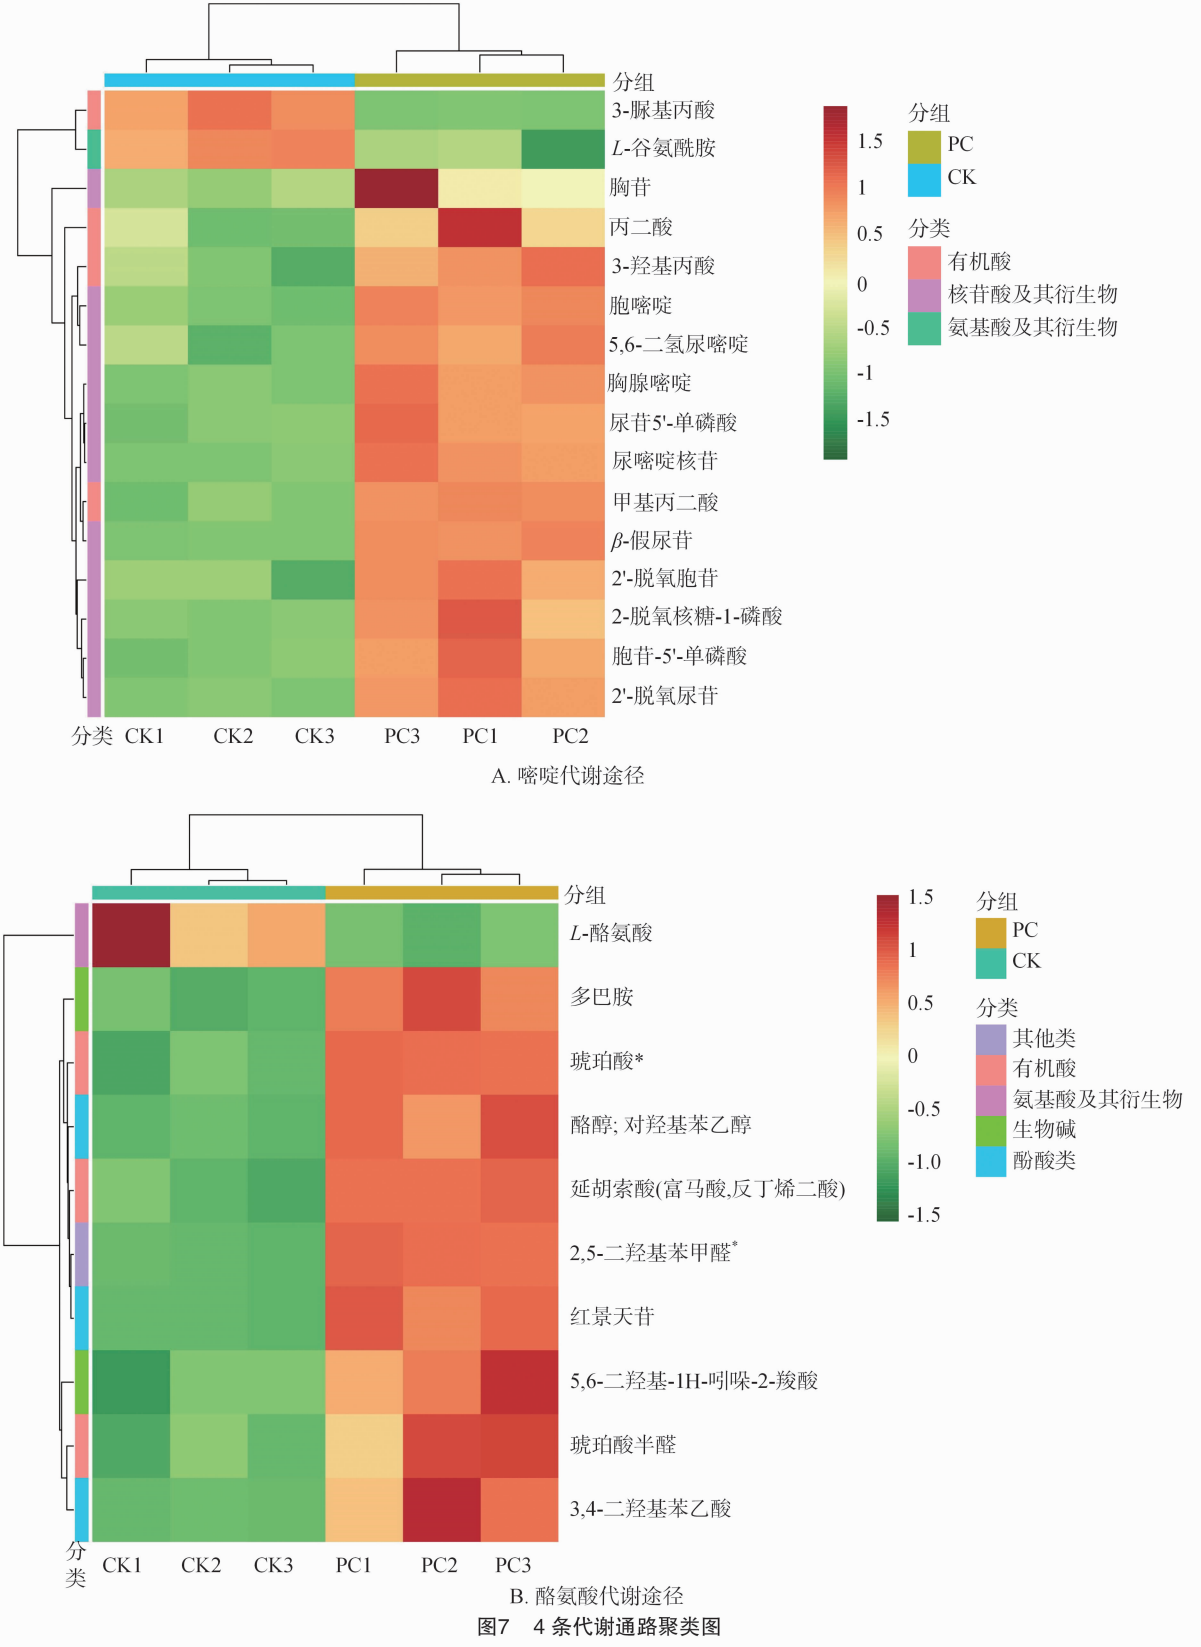 分组
3-脲基丙酸
L-谷氨酰胺
胸苷
丙二酸
3-羟基丙酸
胞嘧啶
5,6-二氢尿嘧啶
胸腺嘧啶
尿苷5'-单磷酸
尿嘧啶核苷
甲基丙二酸
β-假尿苷
2'-脱氧胞苷
2-脱氧核糖-1-磷酸
胞苷-5'-单磷酸
2'-脱氧尿苷
分类 CK1 CK2 CK3 PC3 PC1 PC2
1.5
1
0.5
0
-0.5
-1
-1.5
分组
PC
CK
分类
有机酸
核苷酸及其衍生物
氨基酸及其衍生物
A. 嘧啶代谢途径
分组
L-酪氨酸
多巴胺
琥珀酸*
酪醇; 对羟基苯乙醇
延胡索酸(富马酸,反丁烯二酸)
2,5-二羟基苯甲醛*
红景天苷
5,6-二羟基-1H-吲哚-2-羧酸
琥珀酸半醛
3,4-二羟基苯乙酸
分类 CK1 CK2 CK3 PC1 PC2 PC3
1.5
1
0.5
0
-0.5
-1.0
-1.5
分组
PC
CK
分类
其他类
有机酸
氨基酸及其衍生物
生物碱
酚酸类
B. 酪氨酸代谢途径
图7 4 条代谢通路聚类图